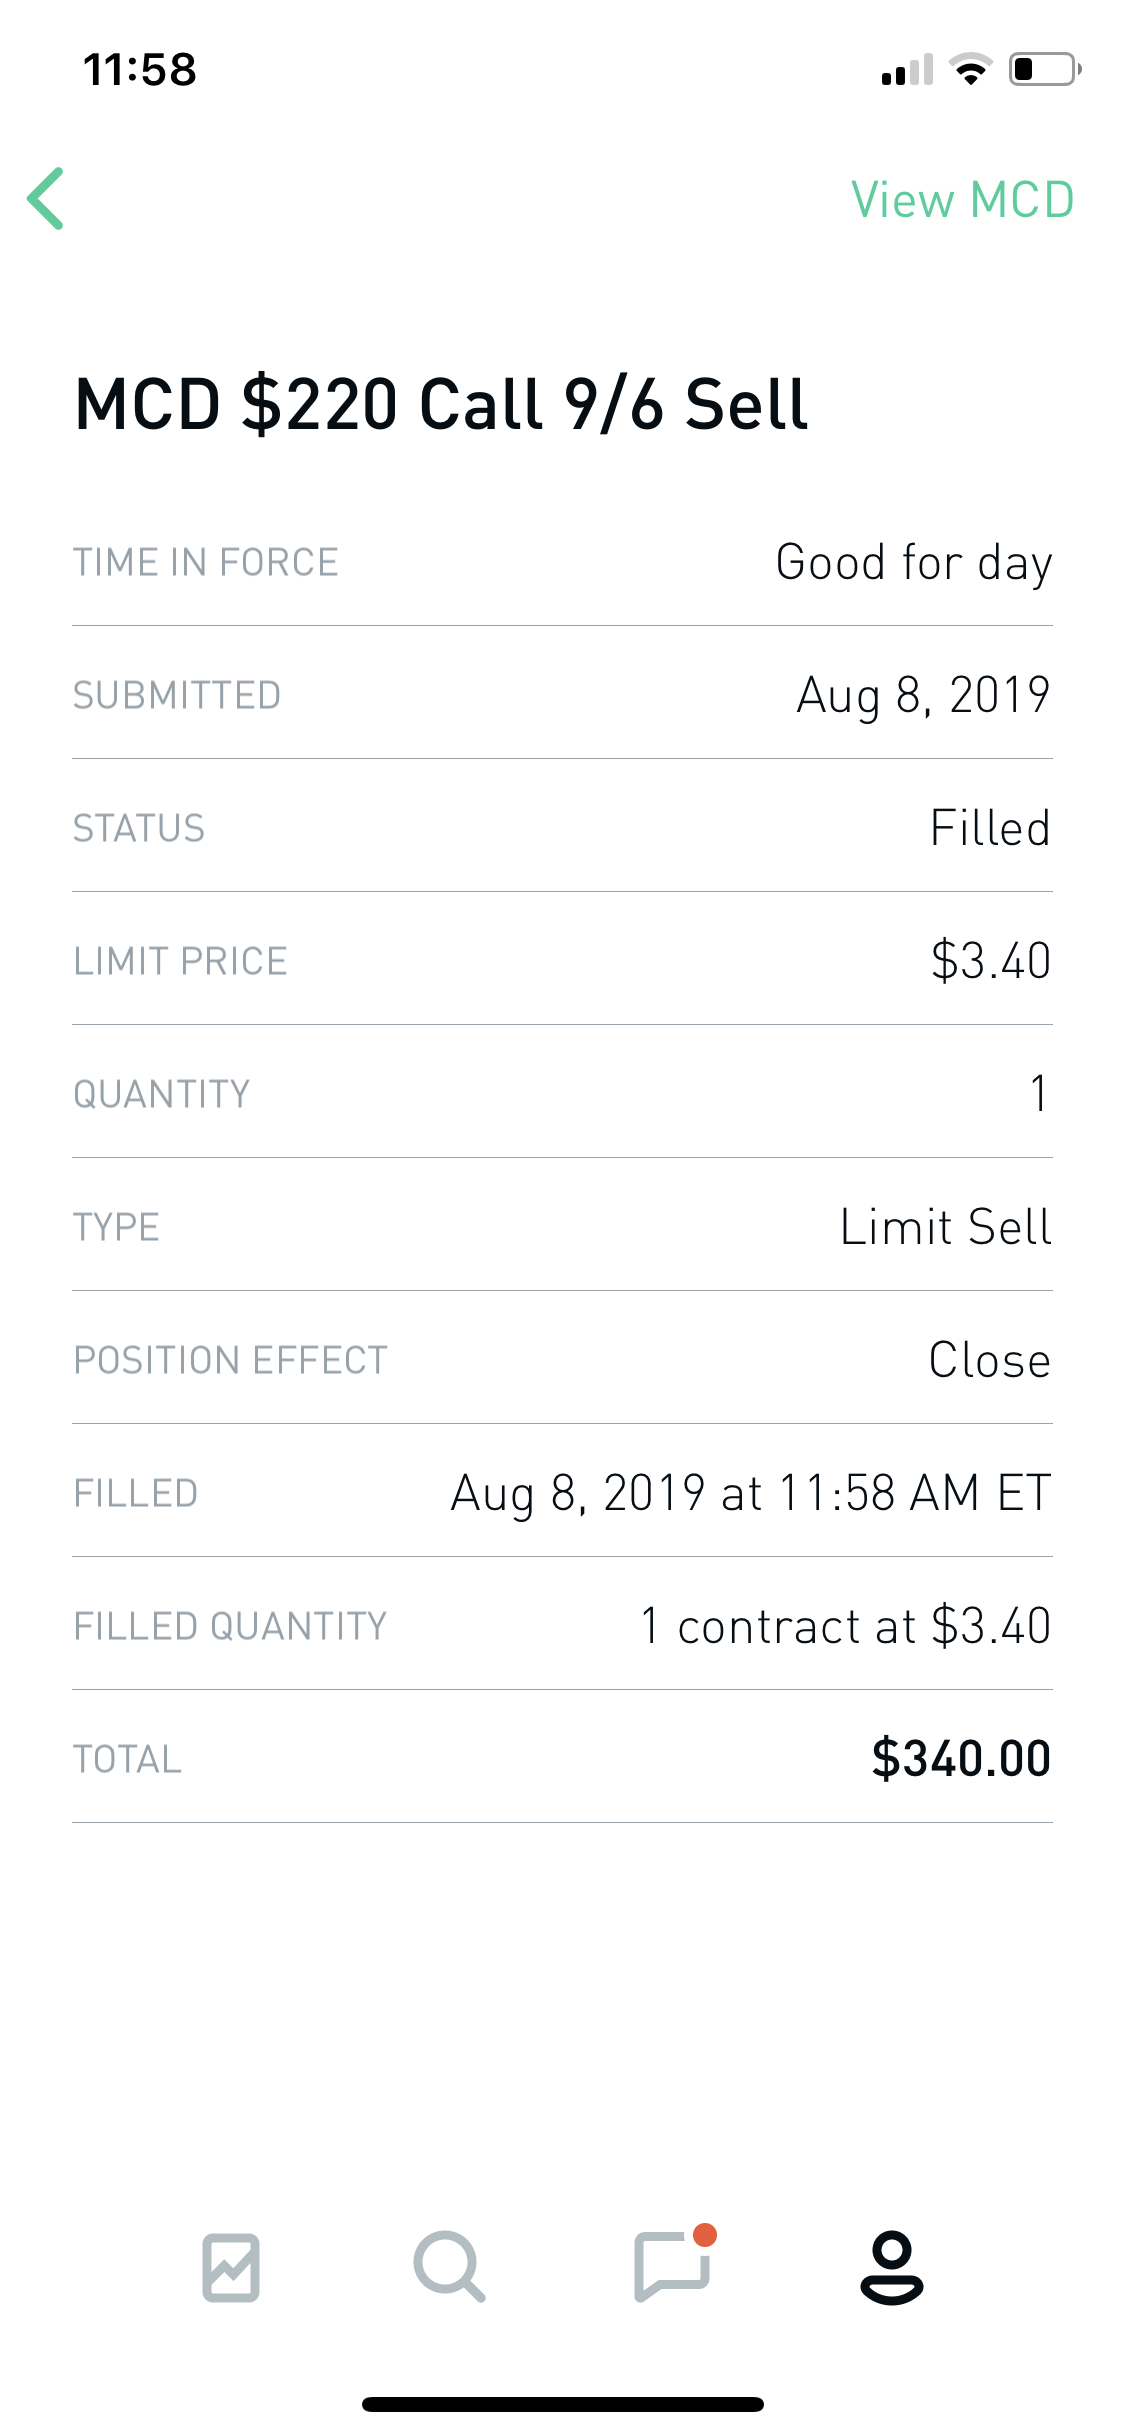 11:58
View MCD
MCD $220 Call 9/6 Sell
TIME IN FORCE Good for day
SUBMITTED Aug 8, 2019
STATUS Filled
LIMIT PRICE $3.40
QUANTITY 1
TYPE Limit Sell
POSITION EFFECT Close
FILLED Aug 8, 2019 at 11:58 AM ET
FILLED QUANTITY 1 contract at $3.40
TOTAL $340.00